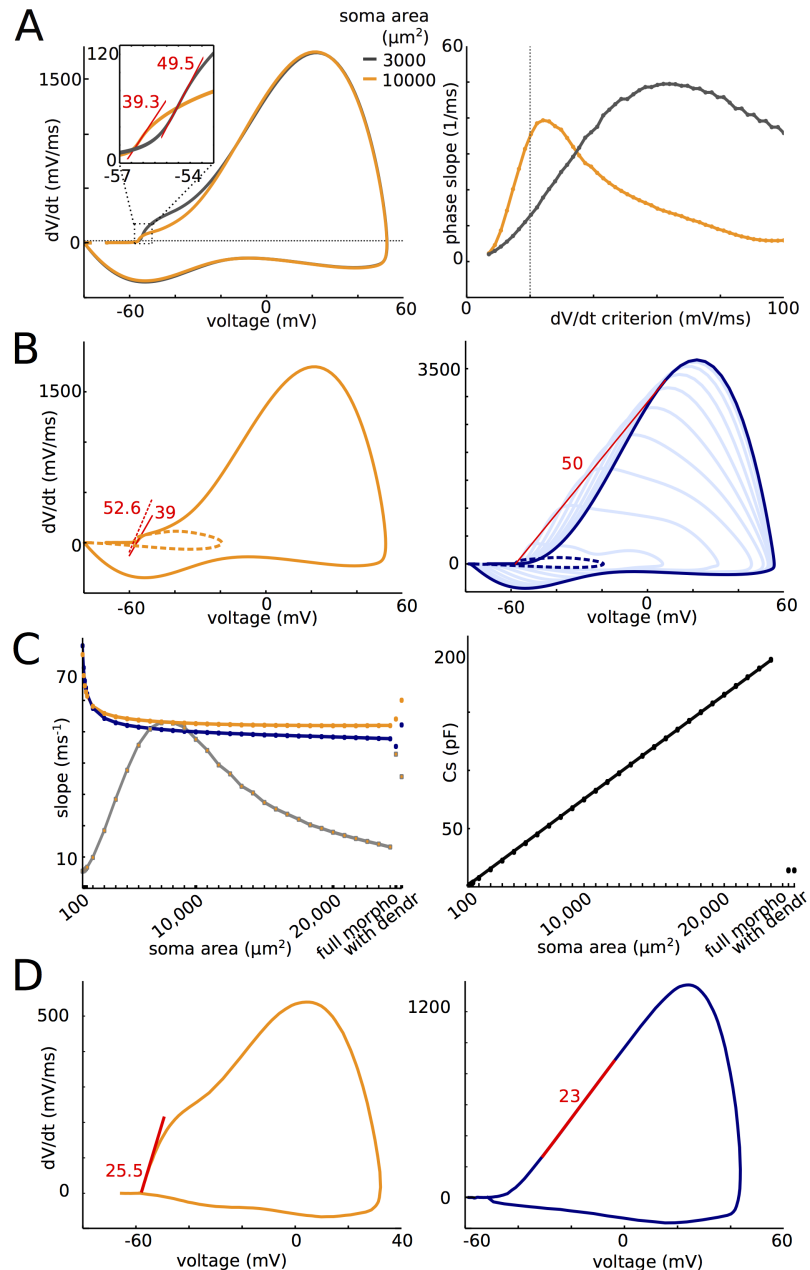 A
soma area
(µm²)
3000
10000
120
49.5
39.3
0
-57
-54
1500
0
dV/dt (mV/ms)
-60
0
60
voltage (mV)
60
phase slope (1/ms)
0
0
100
dV/dt criterion (mV/ms)
B
1500
52.6
39
0
dV/dt (mV/ms)
-60
0
60
voltage (mV)
3500
50
0
-60
0
60
voltage (mV)
C
70
10
slope (ms⁻¹)
100
10,000
20,000
full morpho
with dendr
soma area (µm²)
200
50
Cs (pF)
100
10,000
20,000
full morpho
with dendr
soma area (µm²)
D
500
25.5
0
dV/dt (mV/ms)
-60
0
40
voltage (mV)
1200
23
0
-60
0
60
voltage (mV)